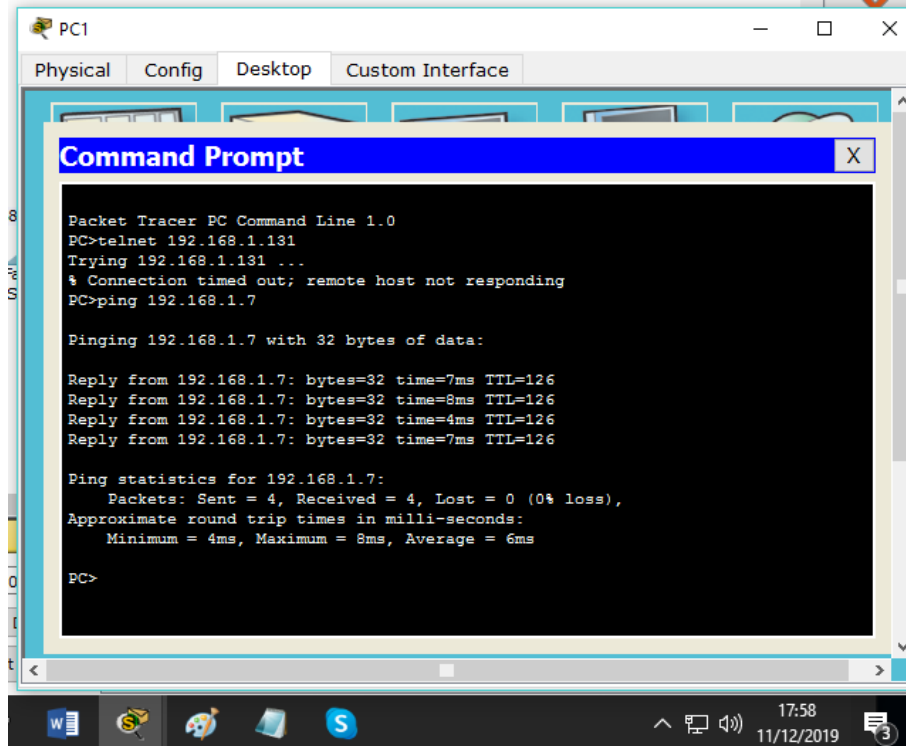 PC1
Physical Config Desktop Custom Interface
Command Prompt
X
Packet Tracer PC Command Line 1.0
PC>telnet 192.168.1.131
Trying 192.168.1.131 ...
% Connection timed out; remote host not responding
PC>ping 192.168.1.7
Pinging 192.168.1.7 with 32 bytes of data:
Reply from 192.168.1.7: bytes=32 time=7ms TTL=126
Reply from 192.168.1.7: bytes=32 time=8ms TTL=126
Reply from 192.168.1.7: bytes=32 time=4ms TTL=126
Reply from 192.168.1.7: bytes=32 time=7ms TTL=126
Ping statistics for 192.168.1.7:
Packets: Sent = 4, Received = 4, Lost = 0 (0% loss),
Approximate round trip times in milli-seconds:
Minimum = 4ms, Maximum = 8ms, Average = 6ms
PC>
8
S
0
t
17:58
11/12/2019
3